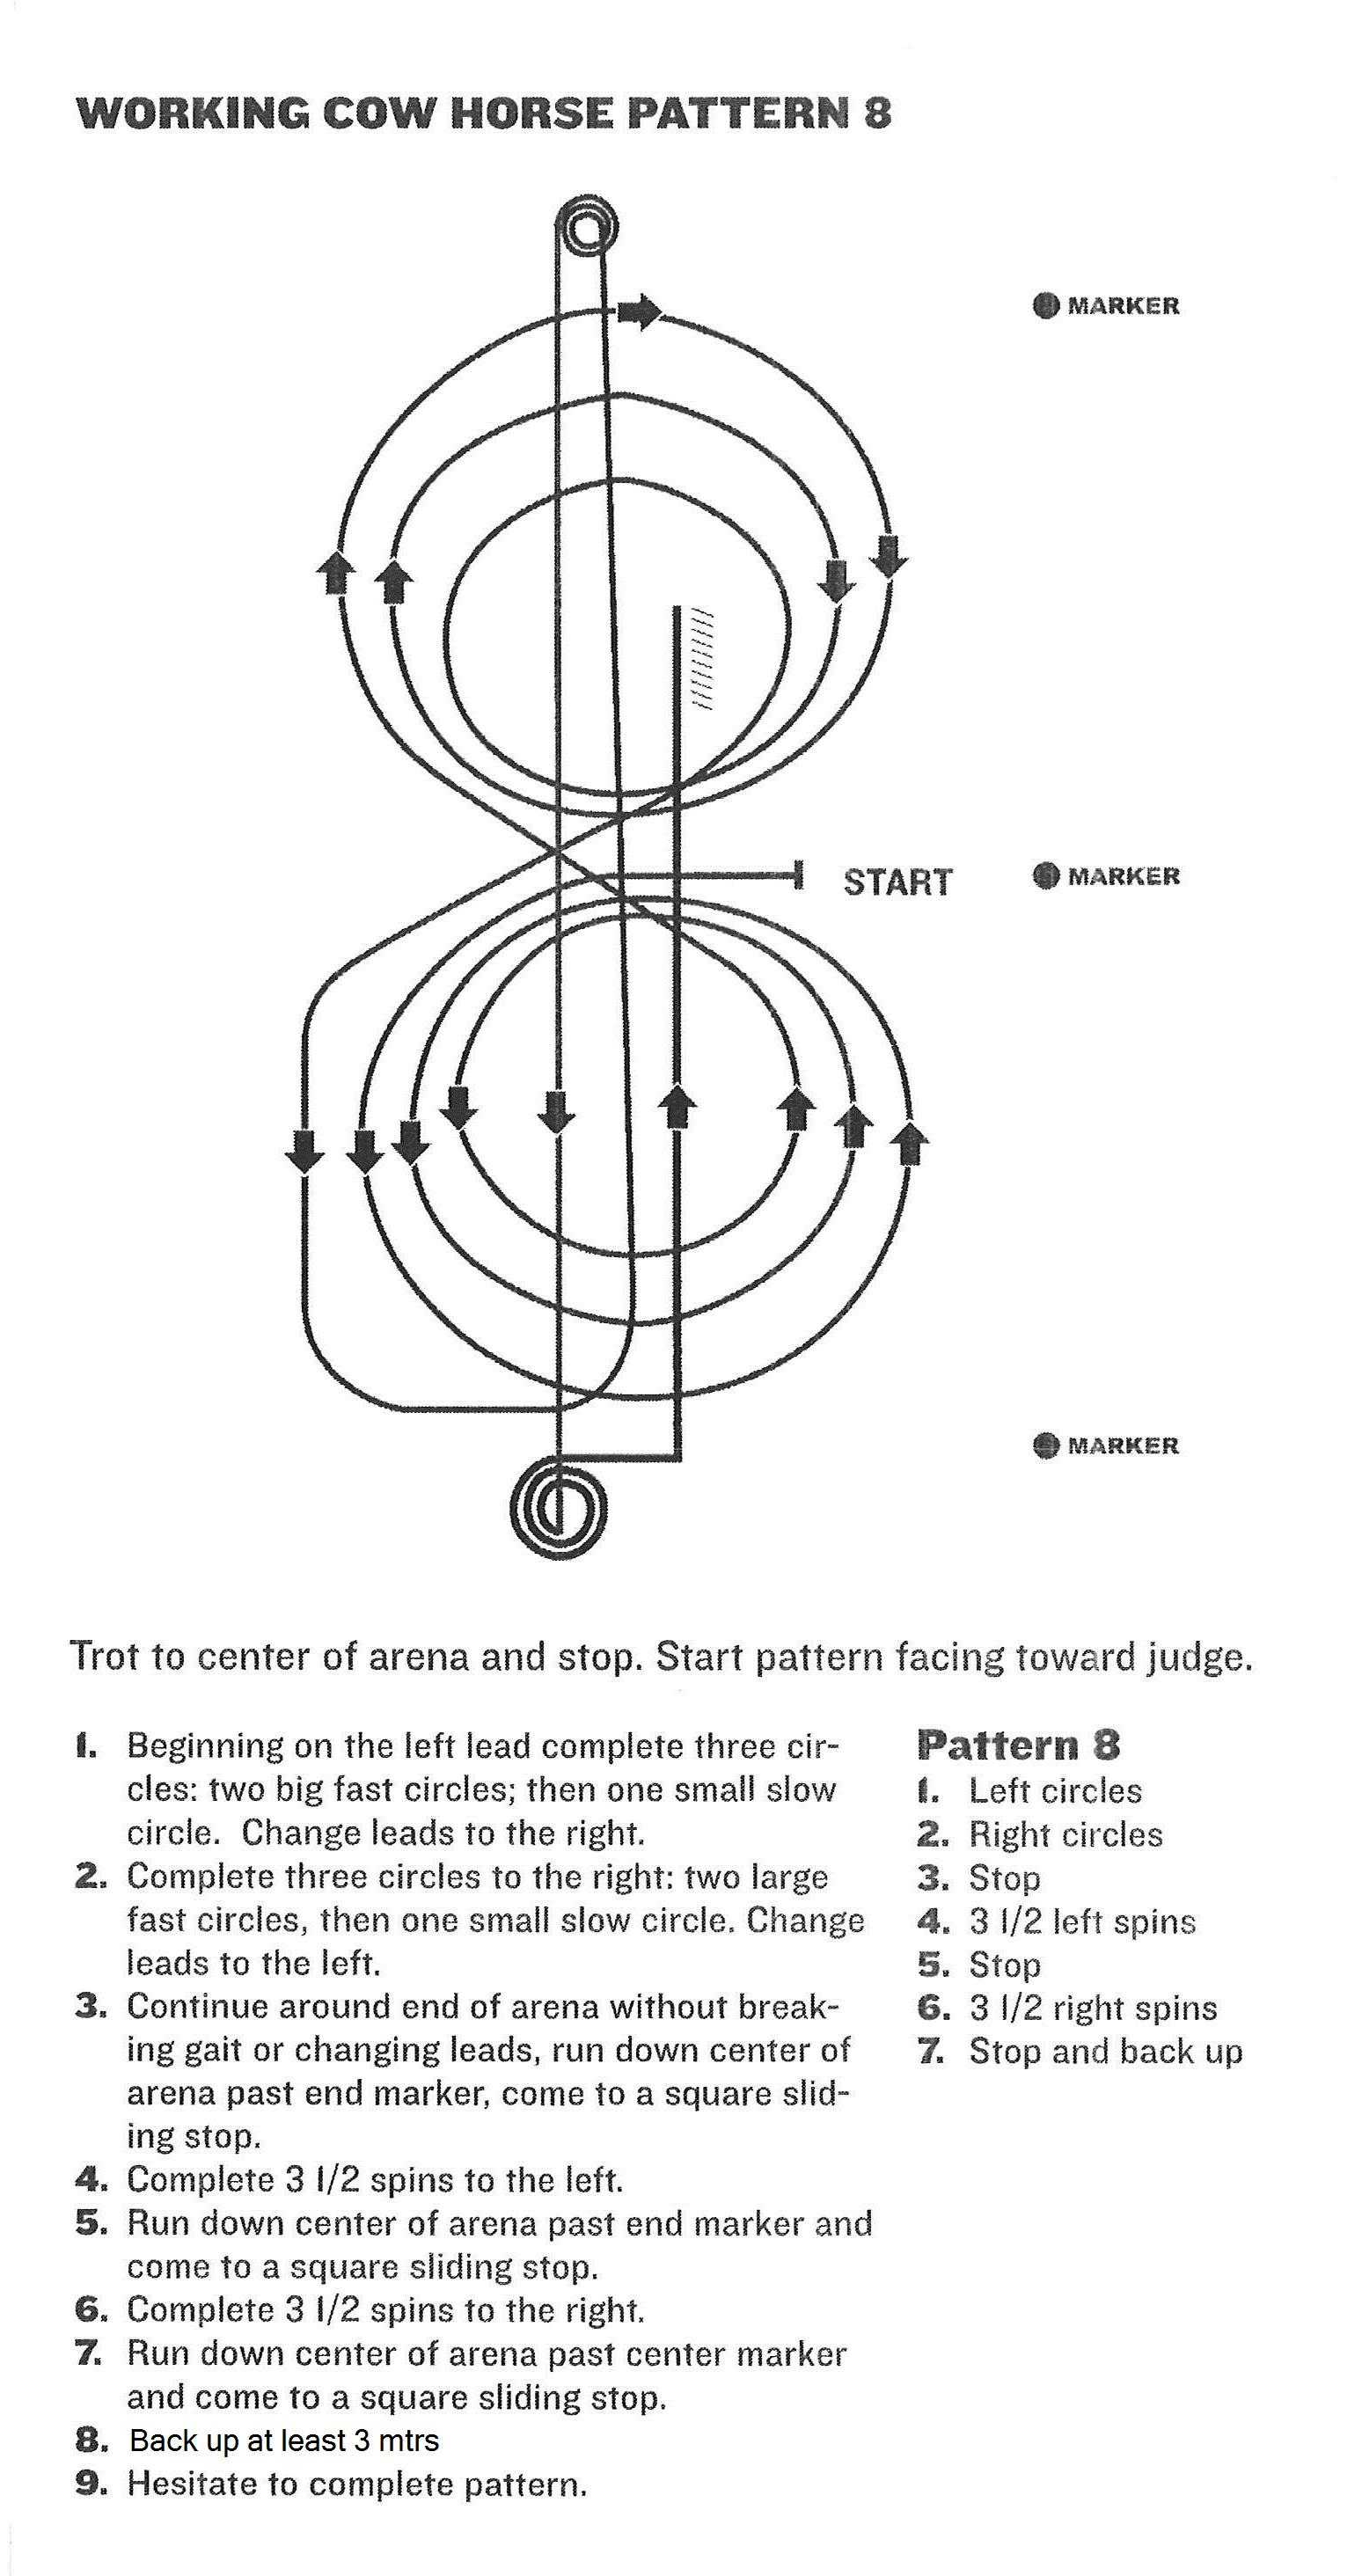 WORKING COW HORSE PATTERN 8
MARKER
START
MARKER
MARKER
Trot to center of arena and stop. Start pattern facing toward judge.
1. Beginning on the left lead complete three cir-
cles: two big fast circles; then one small slow
circle. Change leads to the right.
2. Complete three circles to the right: two large
fast circles, then one small slow circle. Change
leads to the left.
3. Continue around end of arena without break-
ing gait or changing leads, run down center of
arena past end marker, come to a square slid-
ing stop.
4. Complete 3 1/2 spins to the left.
5. Run down center of arena past end marker and
come to a square sliding stop.
6. Complete 3 1/2 spins to the right.
7. Run down center of arena past center marker
and come to a square sliding stop.
8. Back up at least 3 mtrs
9. Hesitate to complete pattern.
Pattern 8
1. Left circles
2. Right circles
3. Stop
4. 3 1/2 left spins
5. Stop
6. 3 1/2 right spins
7. Stop and back up